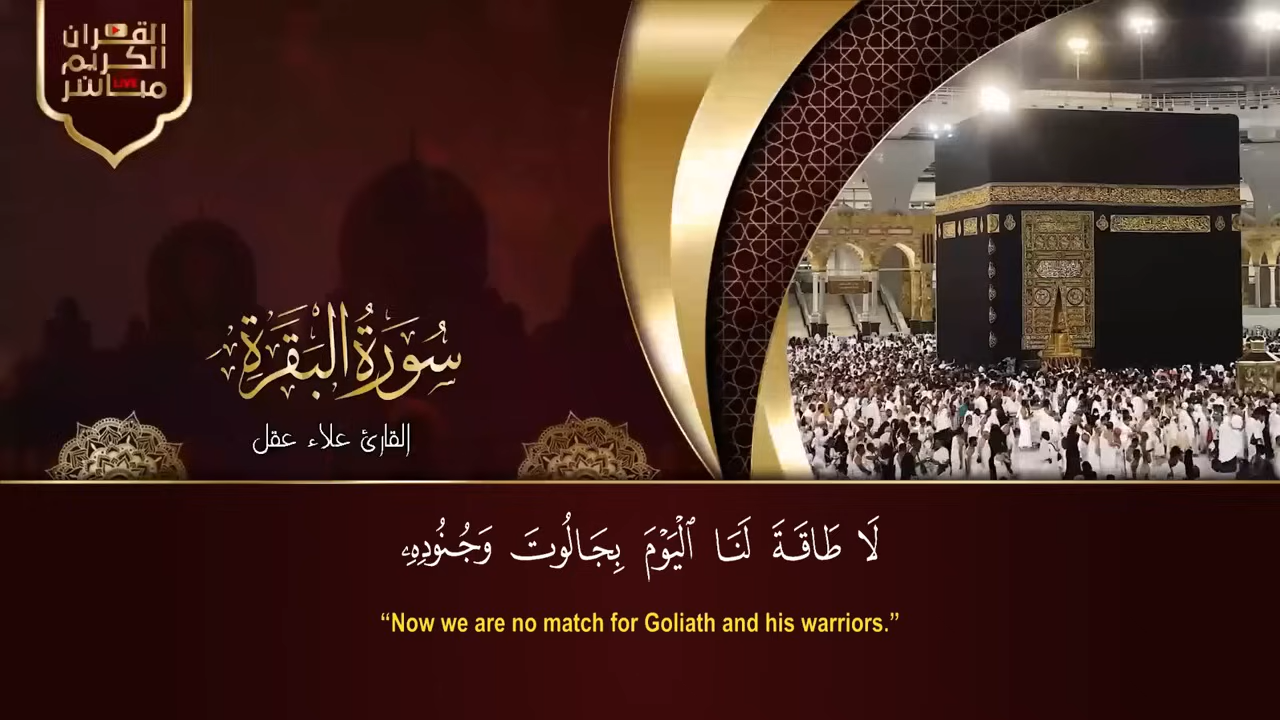 القرآن
الكريم
مباشر
LIVE
سُورَةُ البَقَرَةِ
القارئ علاء عقل
لَا طَاقَةَ لَنَا ٱلْيَوْمَ بِجَالُوتَ وَجُنُودِهِۦ
“Now we are no match for Goliath and his warriors.”